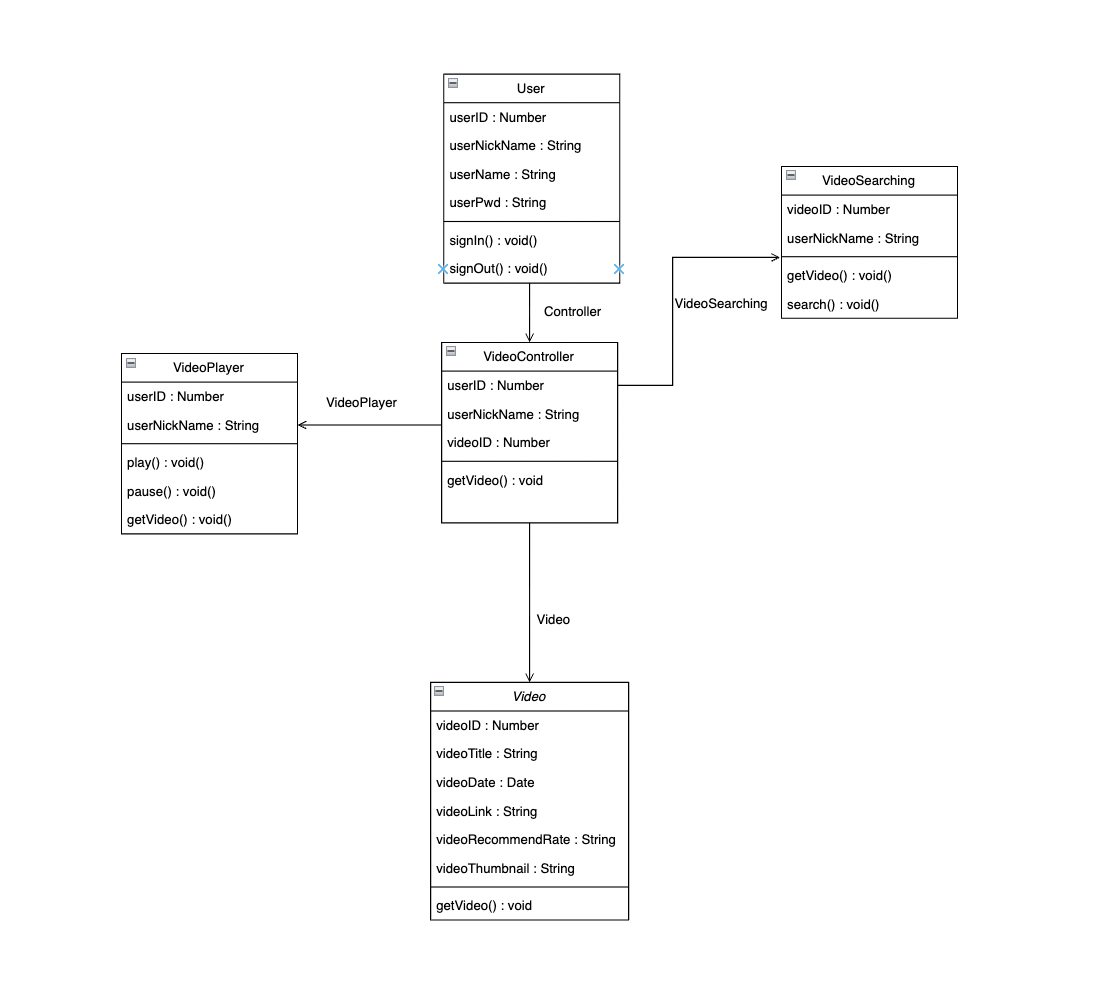 User
userID : Number
userNickName : String
userName : String
userPwd : String
signIn() : void()
signOut() : void()
VideoSearching
videoID : Number
userNickName : String
getVideo() : void()
search() : void()
Controller
VideoSearching
VideoController
userID : Number
userNickName : String
videoID : Number
getVideo() : void
VideoPlayer
VideoPlayer
userID : Number
userNickName : String
play() : void()
pause() : void()
getVideo() : void()
Video
Video
videoID : Number
videoTitle : String
videoDate : Date
videoLink : String
videoRecommendRate : String
videoThumbnail : String
getVideo() : void